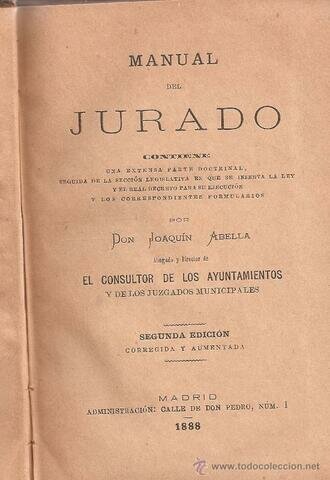 MANUAL
DEL
JURADO
CONTIENE
UNA EXTENSA PARTE DOCTRINAL,
SEGUIDA DE LA SECCIÓN LEGISLATIVA EN QUE SE INSERTA LA LEY
Y EL REAL DECRETO PARA SU EJECUCIÓN
Y LOS CORRESPONDIENTES FORMULARIOS
POR
DON JOAQUÍN ABELLA
Abogado y Director de
EL CONSULTOR DE LOS AYUNTAMIENTOS
Y DE LOS JUZGADOS MUNICIPALES
SEGUNDA EDICIÓN
CORREGIDA Y AUMENTADA
MADRID
ADMINISTRACIÓN: CALLE DE DON PEDRO, NÚM. 1
1888
todocoleccion
todocoleccion.net